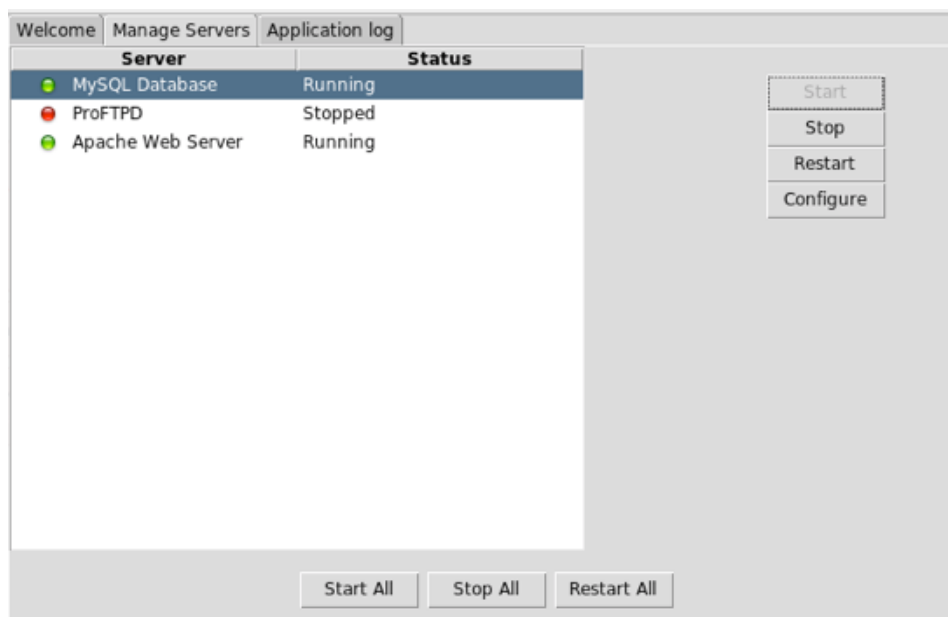 Welcome Manage Servers Application log
Server Status
MySQL Database Running
ProFTPD Stopped
Apache Web Server Running
Start
Stop
Restart
Configure
Start All Stop All Restart All